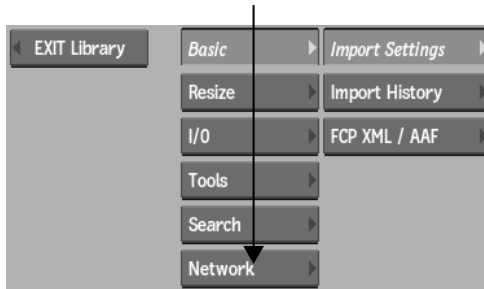 EXIT Library Basic Import Settings
Resize Import History
I/O FCP XML / AAF
Tools
Search
Network